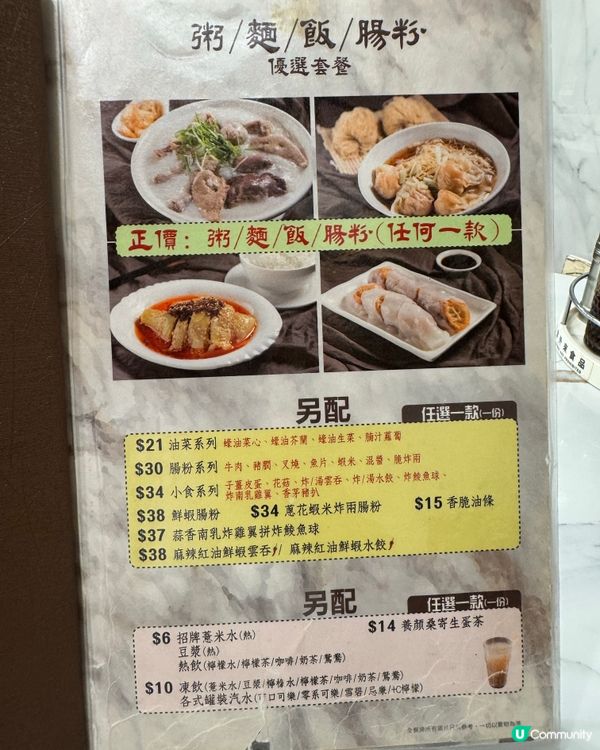 粥/麵/飯/腸粉
優選套餐
正價：粥/麵/飯/腸粉(任何一款)
另配
任選一款(一份)
$21 油菜系列 蠔油菜心、蠔油芥蘭、蠔油生菜、腩汁蘿蔔
$30 腸粉系列 牛肉、豬膶、叉燒、魚片、蝦米、混醬、脆炸兩
$34 小食系列 子薑皮蛋、花菇、炸/湯雲吞、炸/湯水餃、炸鯪魚球、
炸南乳雞翼、香茅豬扒
$38 鮮蝦腸粉 $34 蔥花蝦米炸兩腸粉 $15 香脆油條
$37 蒜香南乳炸雞翼拼炸鯪魚球
$38 麻辣紅油鮮蝦雲吞/ 麻辣紅油鮮蝦水餃
另配
任選一款(一份)
$6 招牌薏米水(熱) $14 養顏桑寄生蛋茶
豆漿(熱)
熱飲(檸檬水/檸檬茶/咖啡/奶茶/鴛鴦)
$10 凍飲(薏米水/豆漿/檸檬水/檸檬茶/咖啡/奶茶/鴛鴦)
各式罐裝汽水(可口可樂/零系可樂/雪碧/忌廉/+C檸檬)
食品
U Community